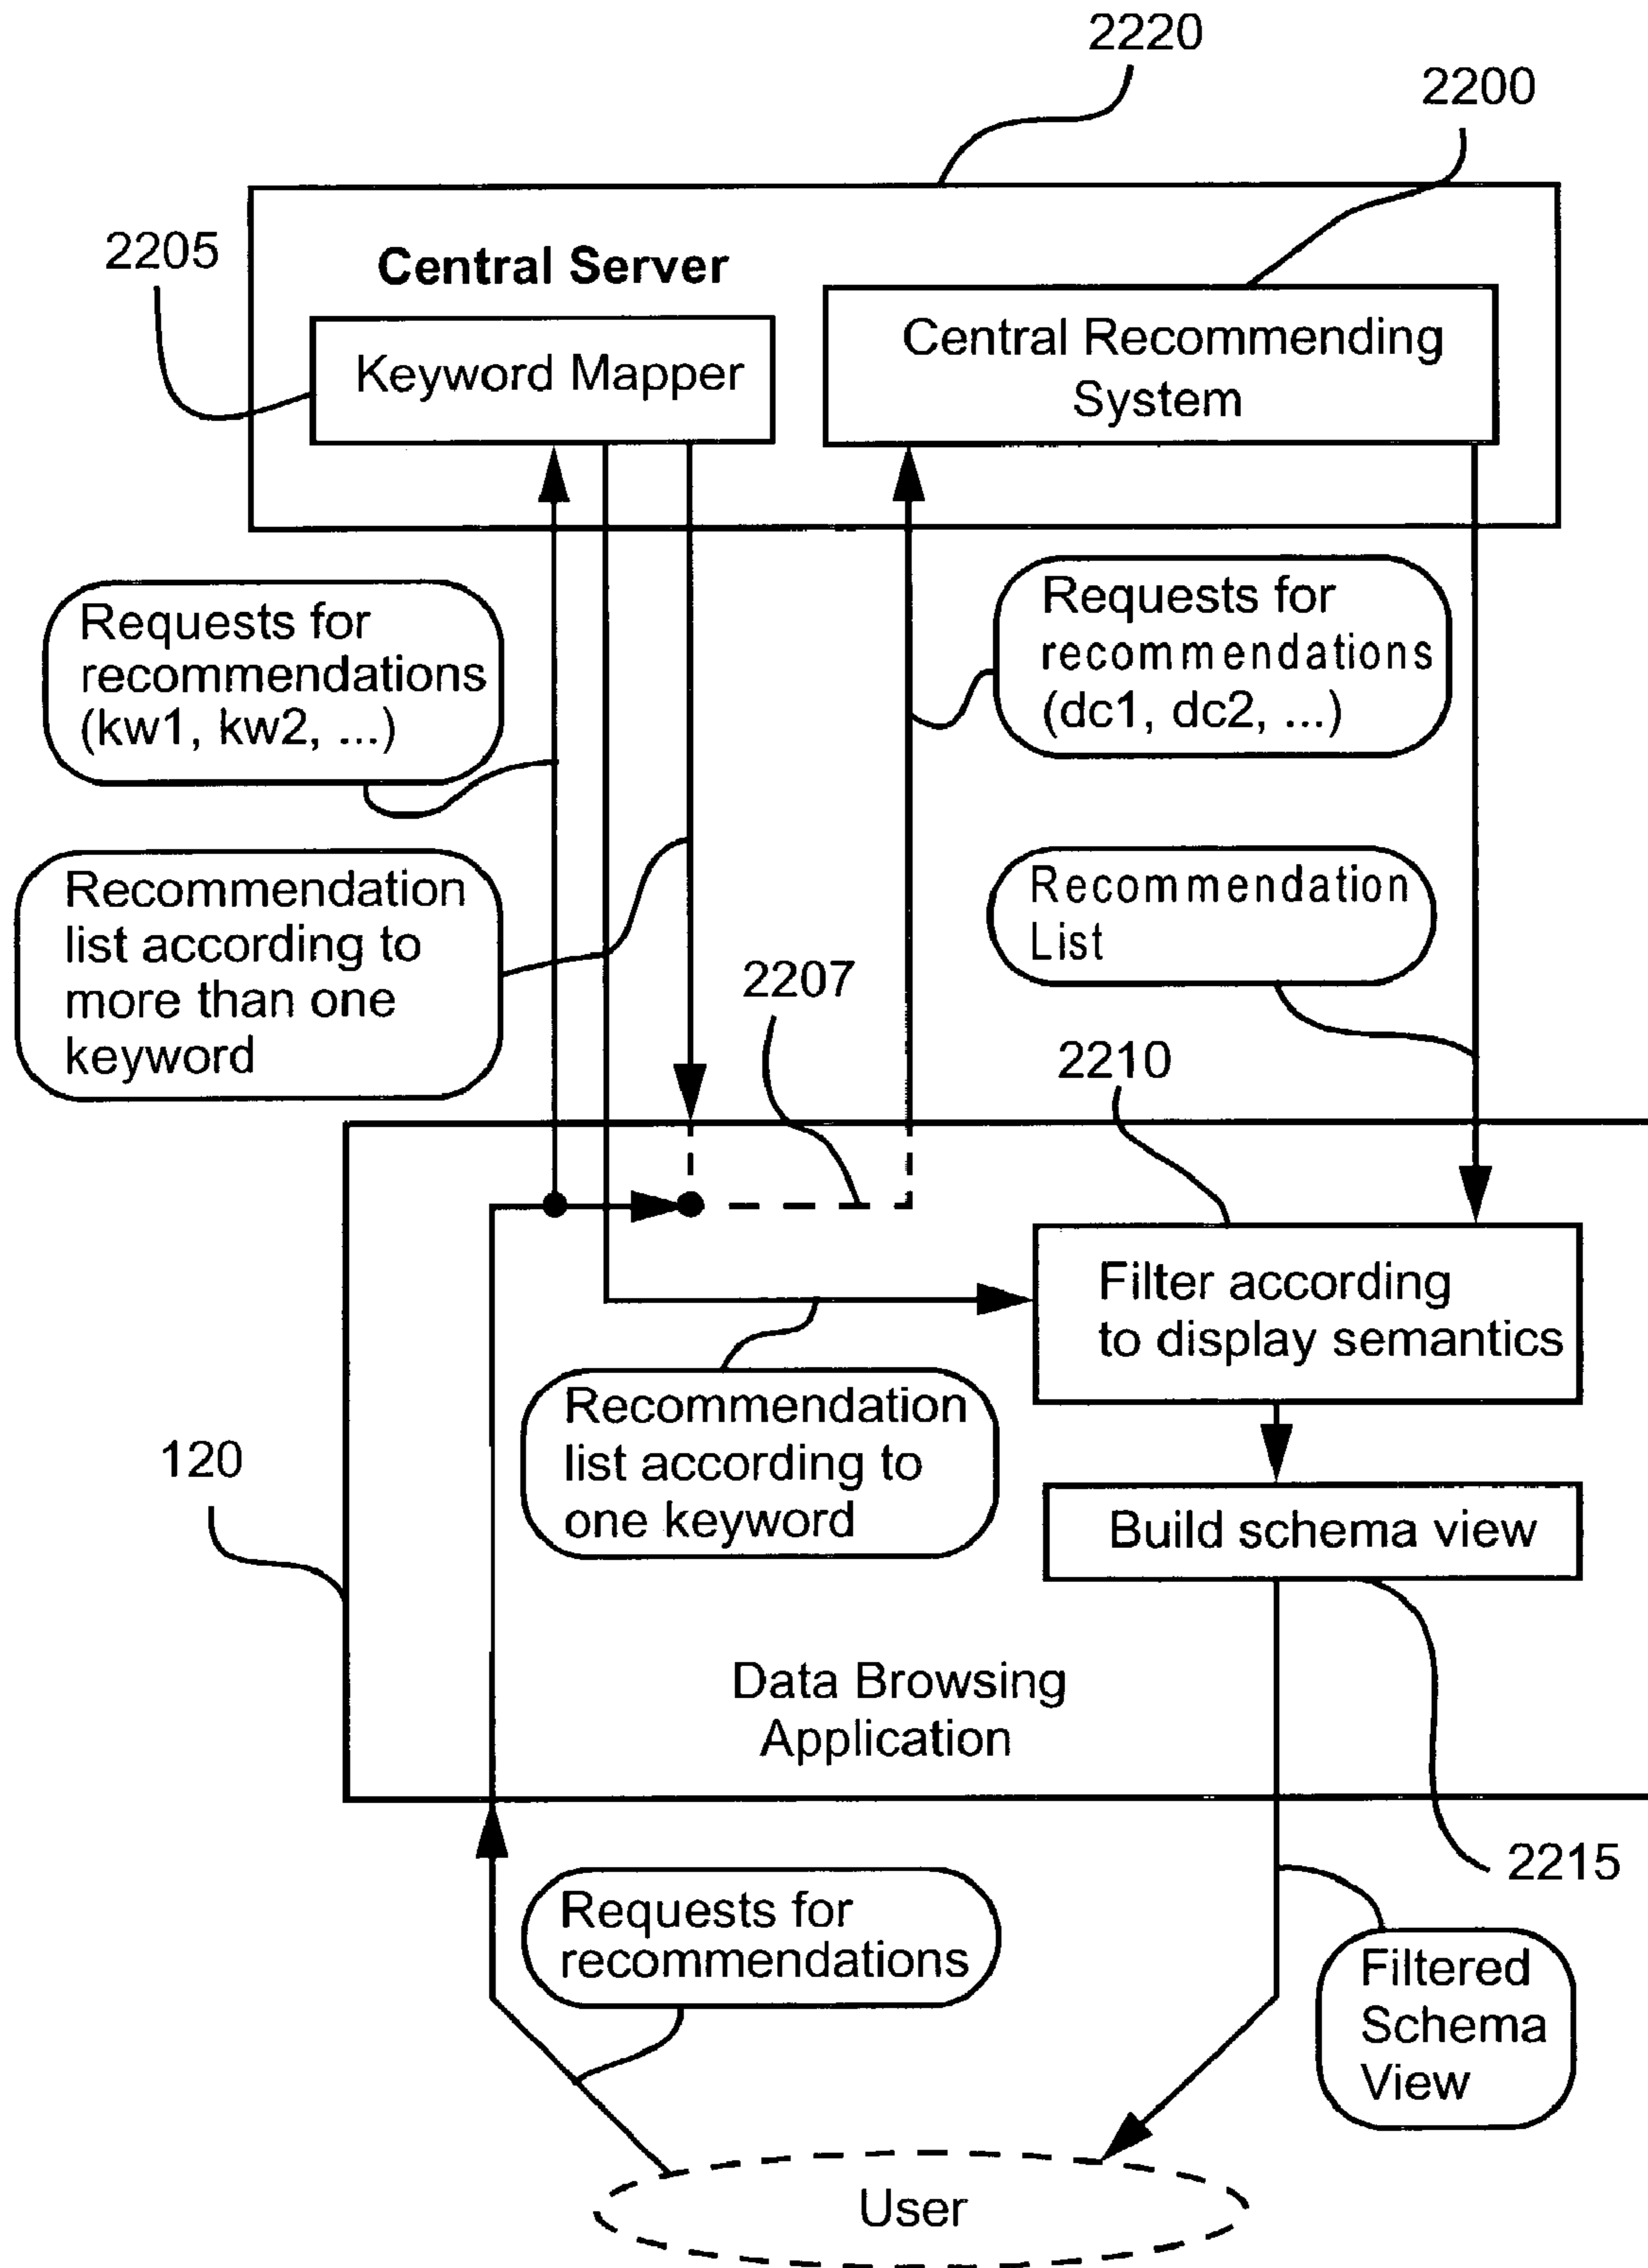 2220
2200
2205
Central Server
Keyword Mapper
Central Recommending
System
Requests for
recommendations
(kw1, kw2, ...)
Requests for
recommendations
(dc1, dc2, ...)
Recommendation
list according to
more than one
keyword
Recommendation
List
2207
2210
Filter according
to display semantics
Recommendation
list according to
one keyword
120
Build schema view
Data Browsing
Application
2215
Requests for
recommendations
Filtered
Schema
View
User